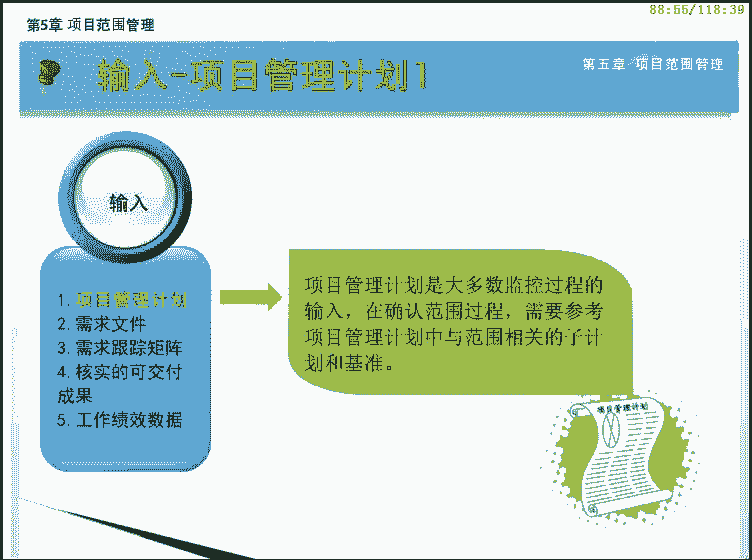 88:55/118:39
第5章 项目范围管理
输入-项目管理计划1
第五章 项目范围管理
输入
1. 项目管理计划
2. 需求文件
3. 需求跟踪矩阵
4. 核实的可交付
成果
5. 工作绩效数据
项目管理计划是大多数监控过程的
输入，在确认范围过程，需要参考
项目管理计划中与范围相关的子计
划和基准。
项目管理计划